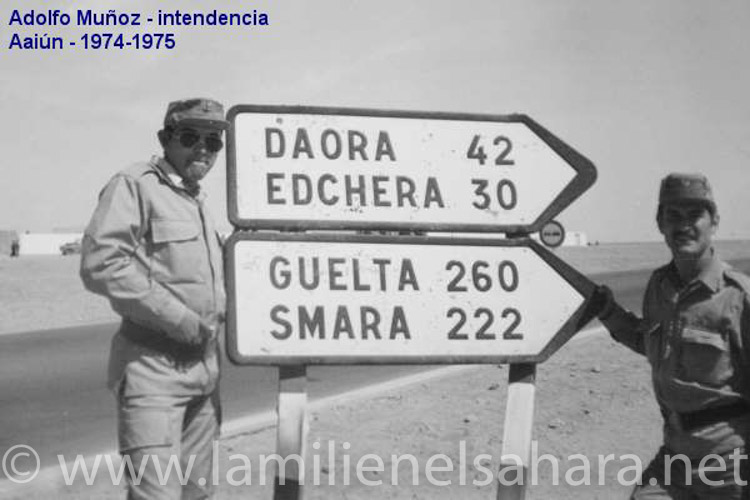 Adolfo Muñoz - intendencia
Aaiún - 1974-1975
DAORA 42
EDCHERA 30
GUELTA 260
SMARA 222
© www.lamilienelsahara.net